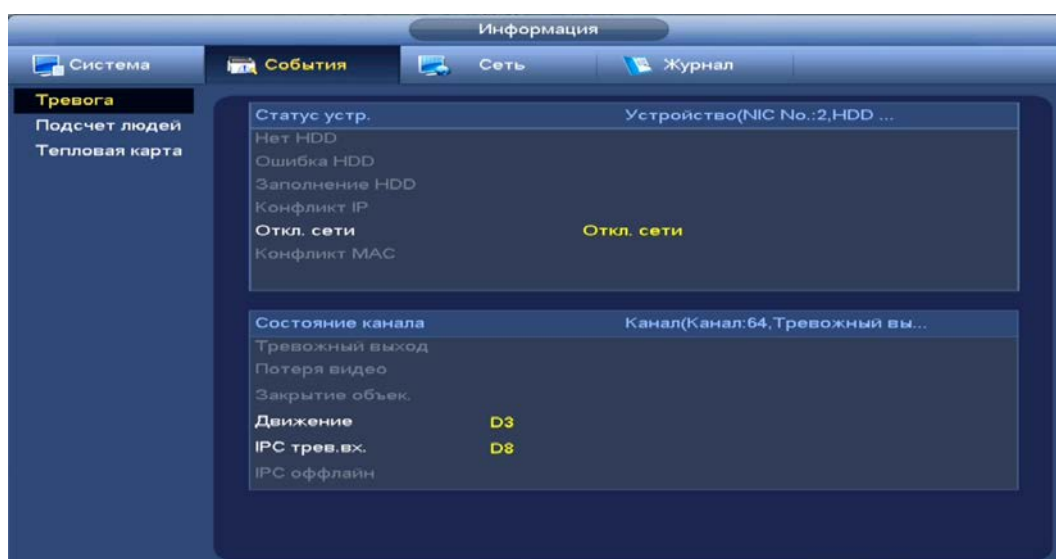 Информация
Система События Сеть Журнал
Тревога
Подсчет людей
Тепловая карта
Статус устр. Устройство(NIC No.:2,HDD ...
Нет HDD
Ошибка HDD
Заполнение HDD
Конфликт IP
Откл. сети Откл. сети
Конфликт MAC
Состояние канала Канал(Канал:64,Тревожный вы...
Тревожный выход
Потеря видео
Закрытие объек.
Движение D3
IPC трев.вх. D8
IPC оффлайн